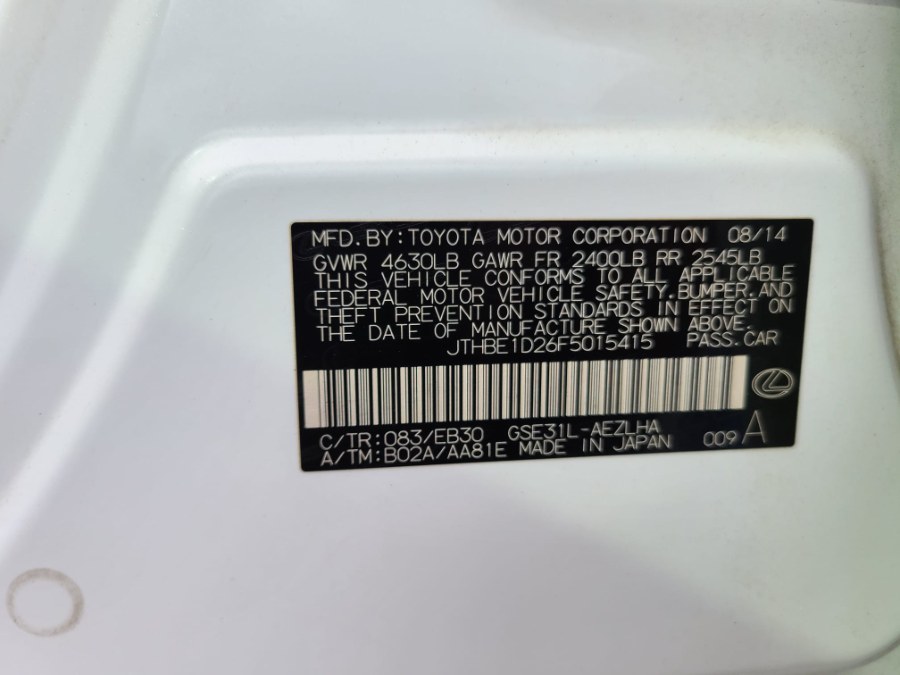 MFD.BY:TOYOTA MOTOR CORPORATION 08/14
GVWR 4630LB GAWR FR 2400LB RR 2545LB
THIS VEHICLE CONFORMS TO ALL APPLICABLE
FEDERAL MOTOR VEHICLE SAFETY,BUMPER,AND
THEFT PREVENTION STANDARDS IN EFFECT ON
THE DATE OF MANUFACTURE SHOWN ABOVE.
JTHBE1D26F5015415 PASS.CAR
C/TR:083/EB30 GSE31L-AEZLHA
A/TM:B02A/AA81E MADE IN JAPAN 009 A